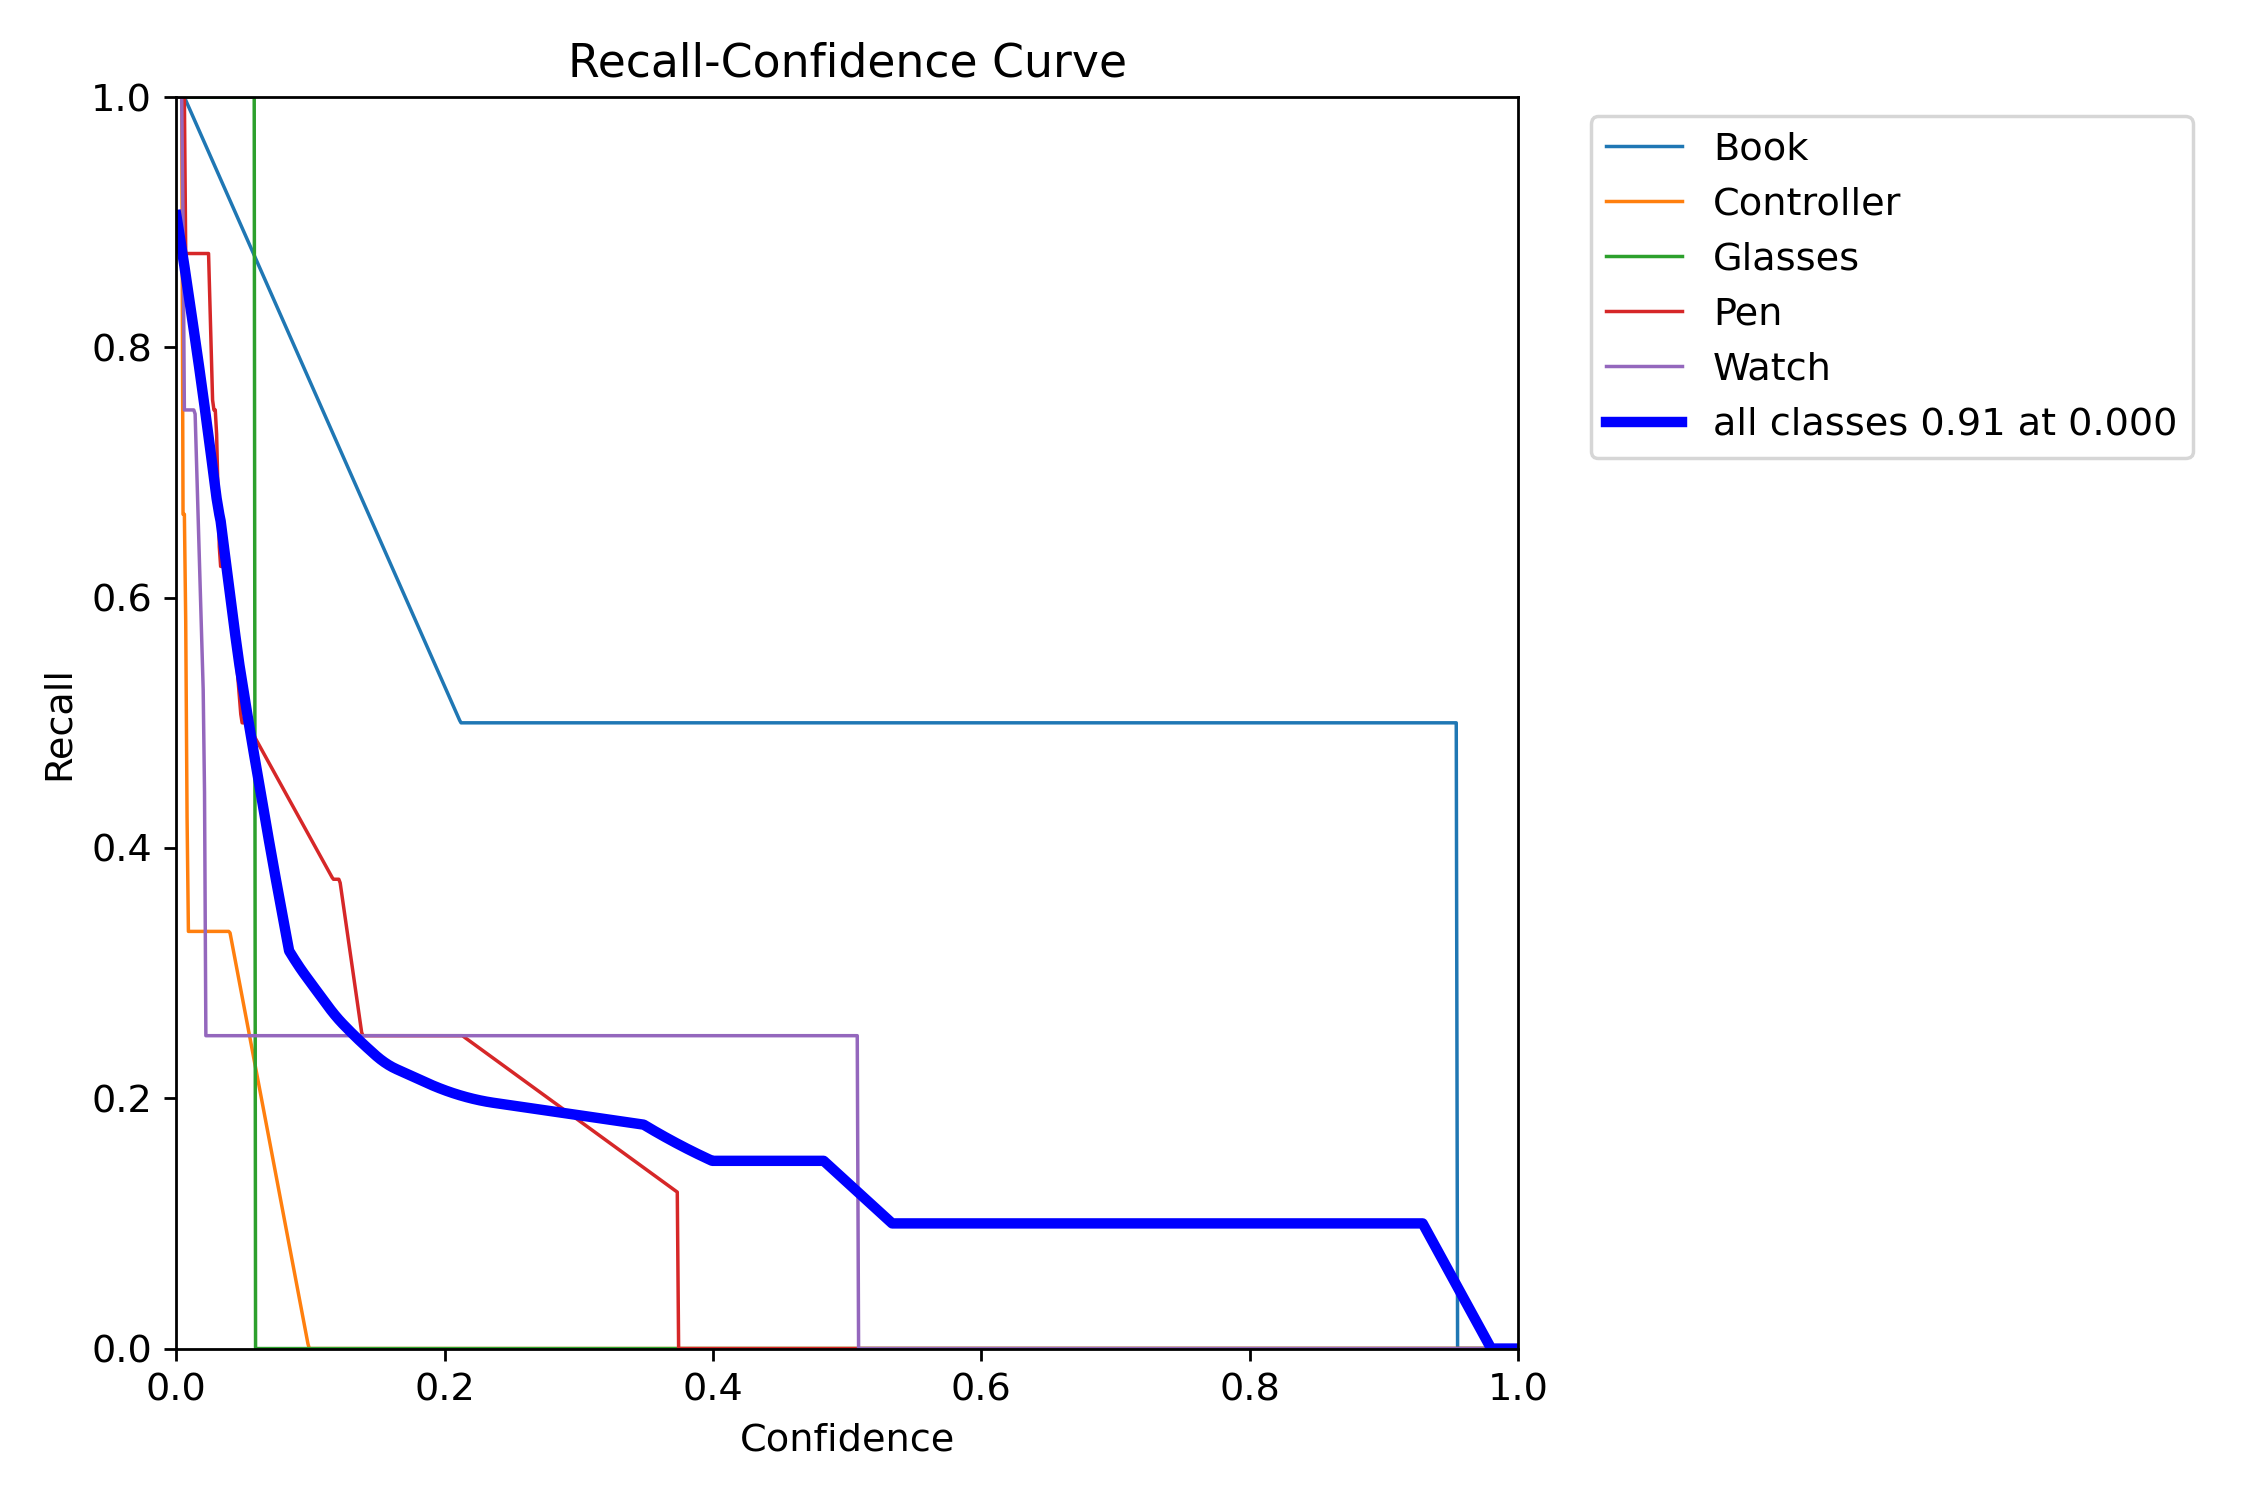 Recall-Confidence Curve
1.0
0.8
0.6
0.4
0.2
0.0
Recall
0.0 0.2 0.4 0.6 0.8 1.0
Confidence
Book
Controller
Glasses
Pen
Watch
all classes 0.91 at 0.000